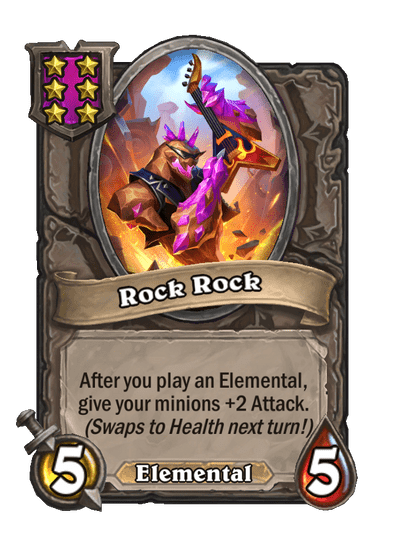 Rock Rock
After you play an Elemental,
give your minions +2 Attack.
(Swaps to Health next turn!)
5
Elemental
5